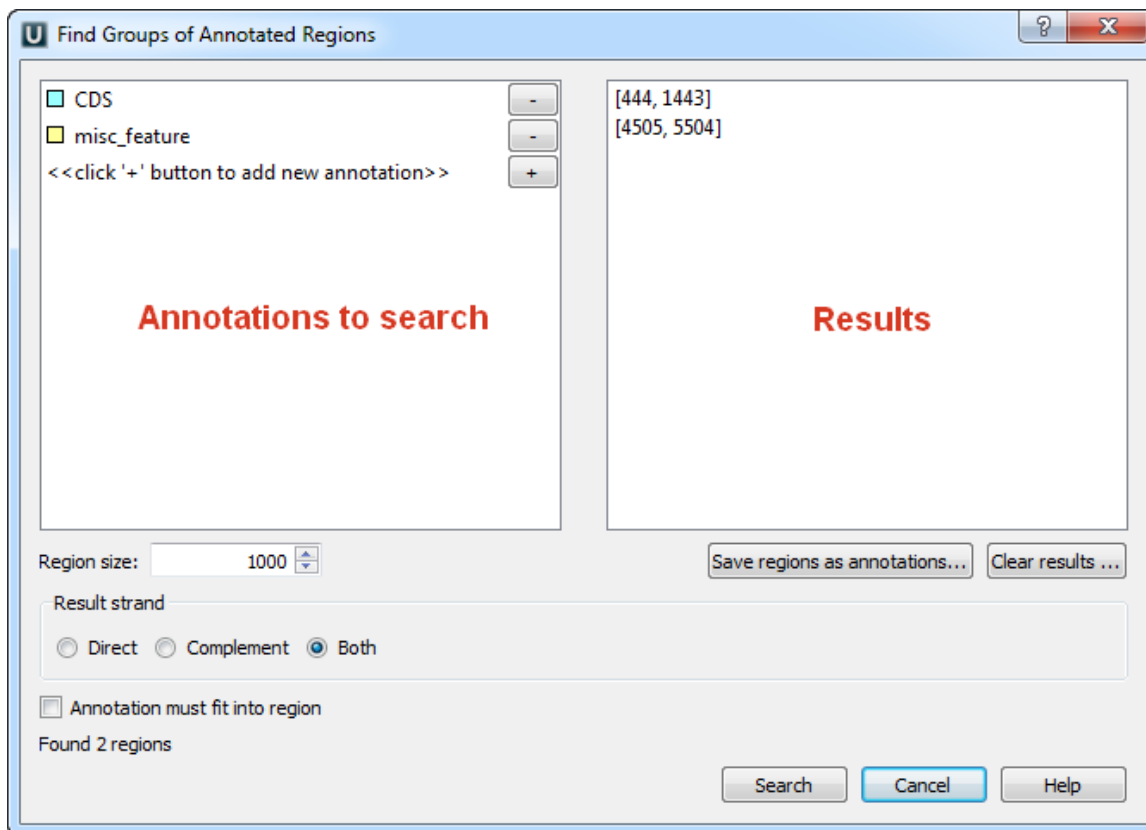 U Find Groups of Annotated Regions ? X
CDS -
misc_feature -
<<click '+' button to add new annotation>> +
Annotations to search
[444, 1443]
[4505, 5504]
Results
Region size: 1000
Save regions as annotations... Clear results ...
Result strand
Direct Complement Both
Annotation must fit into region
Found 2 regions
Search Cancel Help